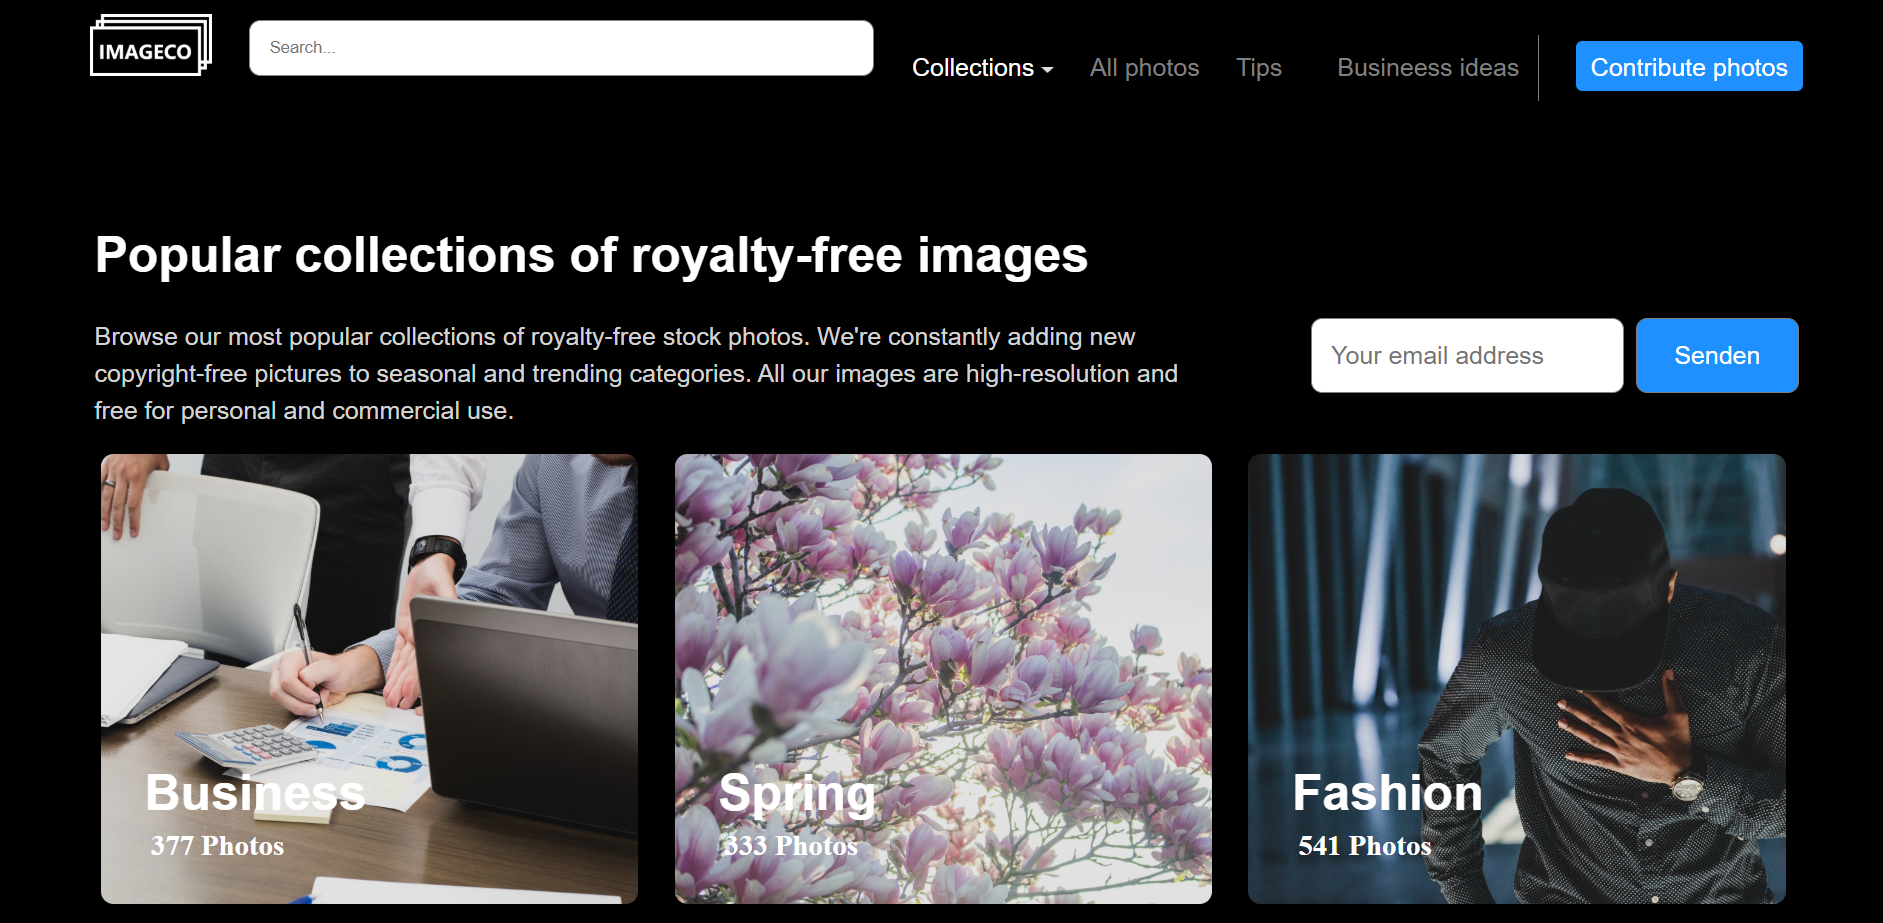 IMAGECO
Search...
Collections
All photos
Tips
Busineess ideas
Contribute photos
Popular collections of royalty-free images
Browse our most popular collections of royalty-free stock photos. We're constantly adding new
copyright-free pictures to seasonal and trending categories. All our images are high-resolution and
free for personal and commercial use.
Your email address
Senden
Business
377 Photos
Spring
333 Photos
Fashion
541 Photos